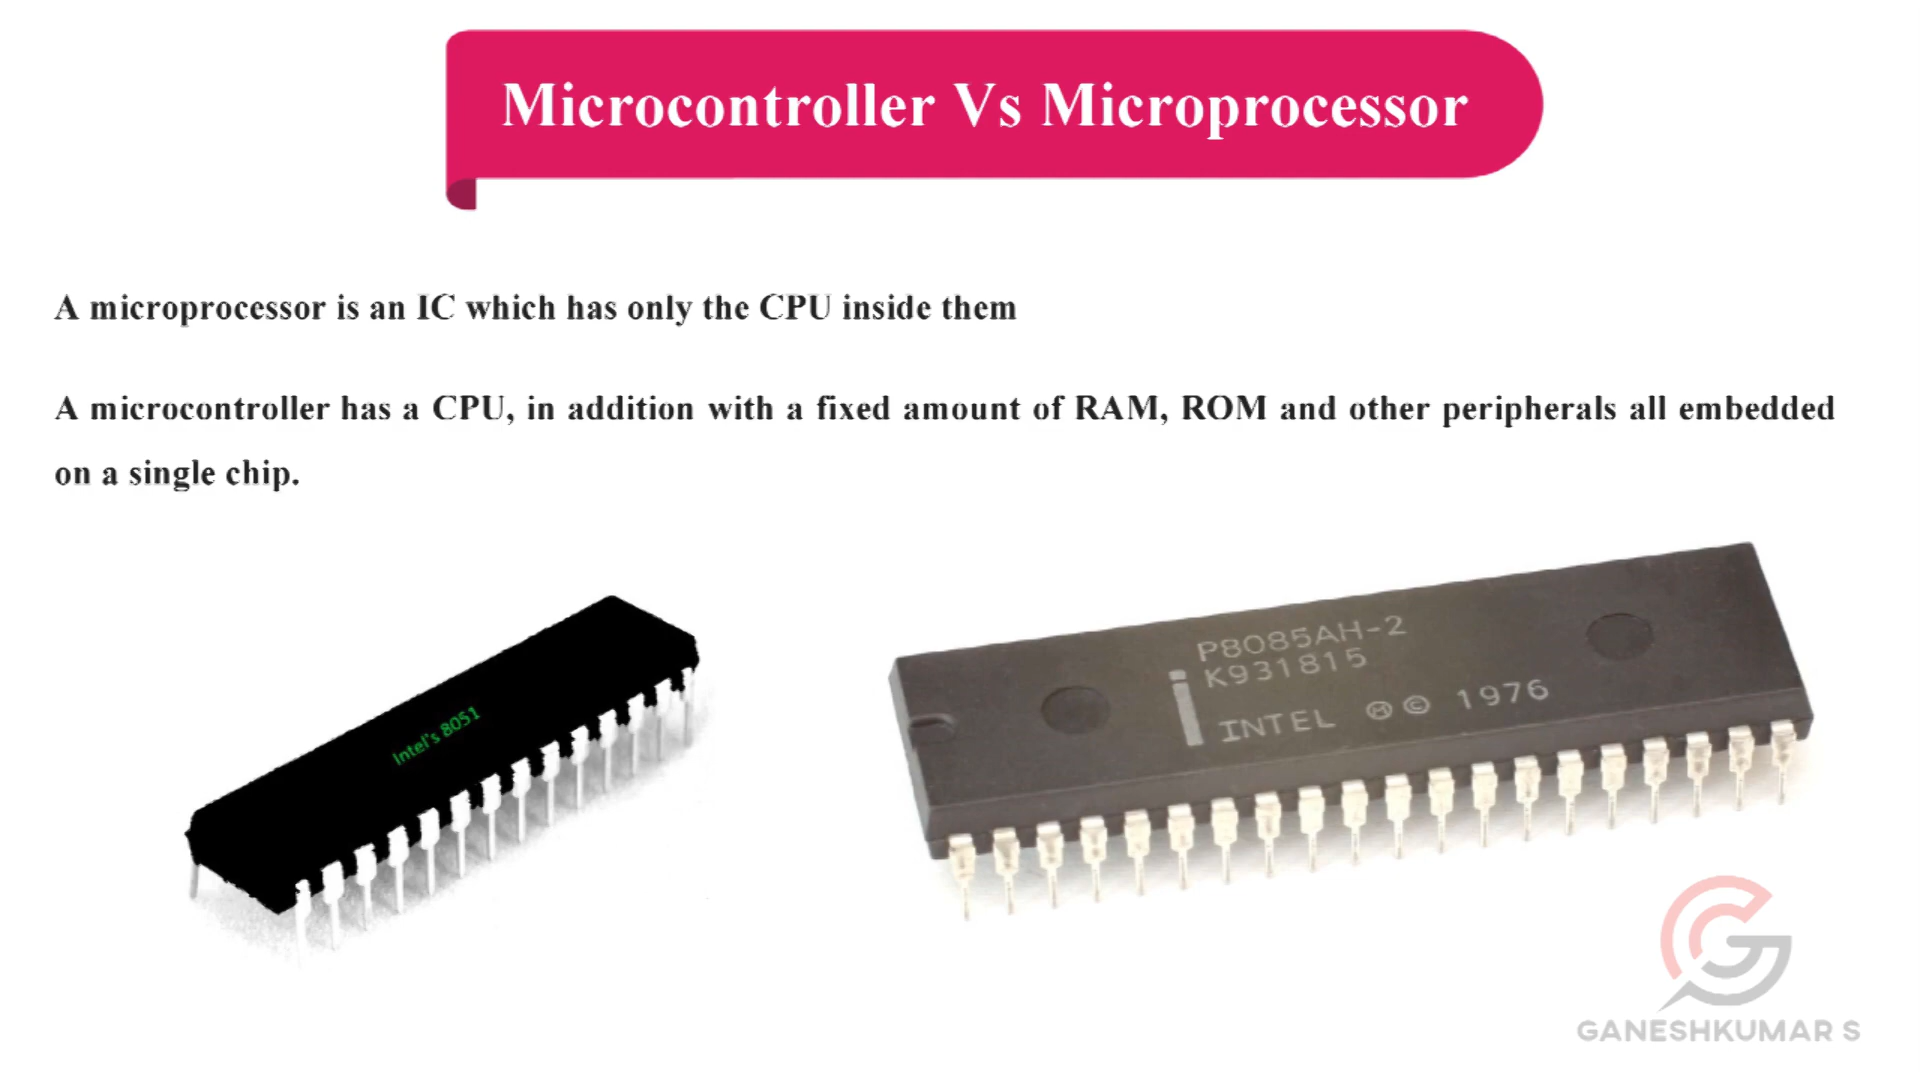 Microcontroller Vs Microprocessor
A microprocessor is an IC which has only the CPU inside them
A microcontroller has a CPU, in addition with a fixed amount of RAM, ROM and other peripherals all embedded
on a single chip.
Intel's 8051
P8085AH-2
K931815
INTEL Ⓜ © 1976
GANESHKUMAR S